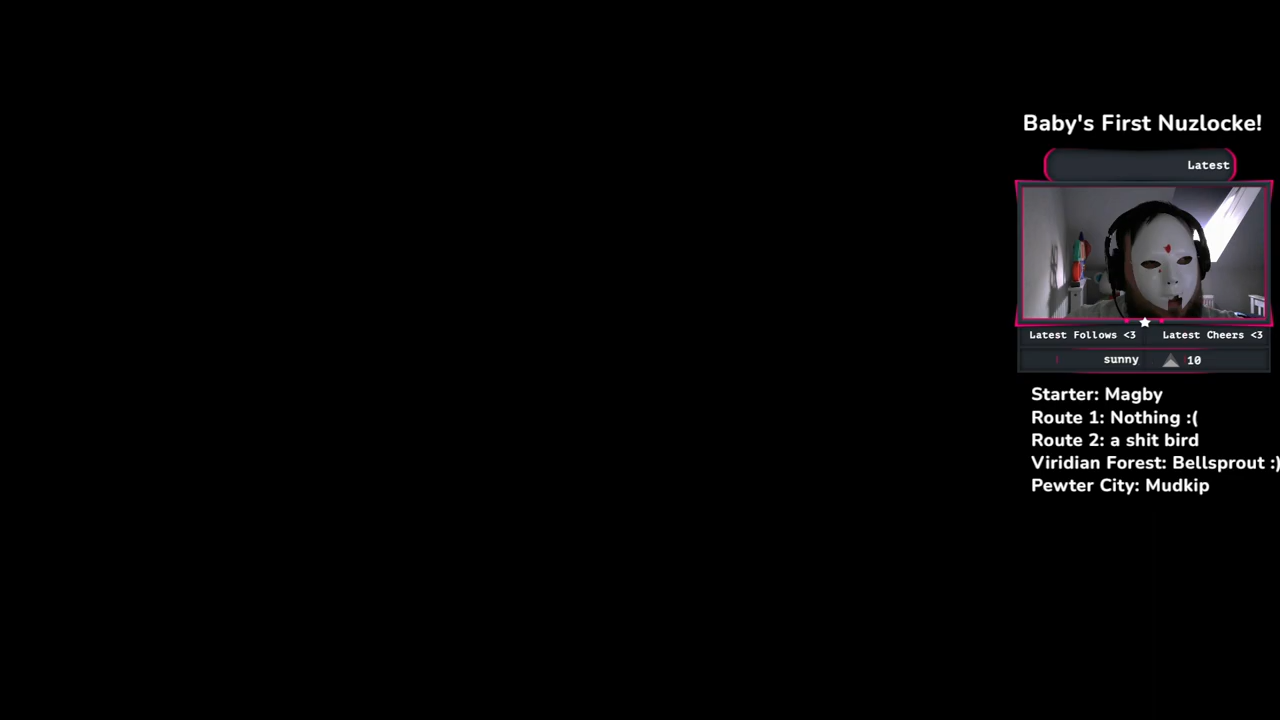 Baby's First Nuzlocke!
Latest
Latest Follows <3 Latest Cheers <3
sunny 10
Starter: Magby
Route 1: Nothing :(
Route 2: a shit bird
Viridian Forest: Bellsprout :)
Pewter City: Mudkip